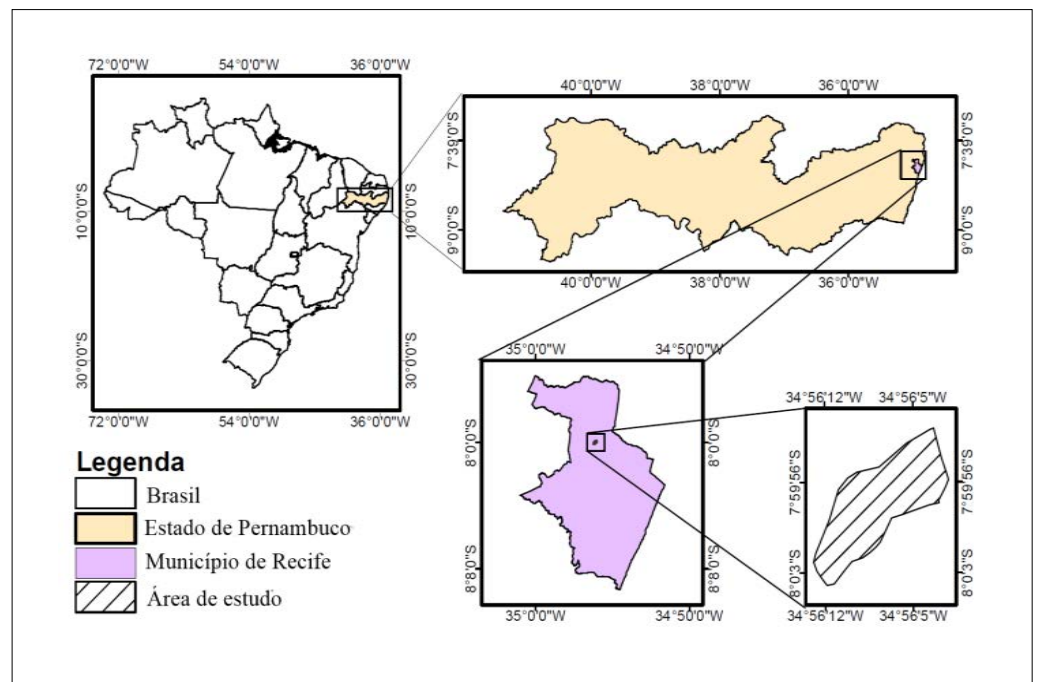 72°0'0"W 54°0'0"W 36°0'0"W
10°0'0"S 10°0'0"S
30°0'0"S 30°0'0"S
72°0'0"W 54°0'0"W 36°0'0"W
40°0'0"W 38°0'0"W 36°0'0"W
7°39'0"S 7°39'0"S
9°0'0"S 9°0'0"S
40°0'0"W 38°0'0"W 36°0'0"W
35°0'0"W 34°50'0"W
8°0'0"S 8°0'0"S
8°8'0"S 8°8'0"S
35°0'0"W 34°50'0"W
34°56'12"W 34°56'5"W
7°59'56"S 7°59'56"S
8°0'3"S 8°0'3"S
34°56'12"W 34°56'5"W
Legenda
Brasil
Estado de Pernambuco
Município de Recife
Área de estudo